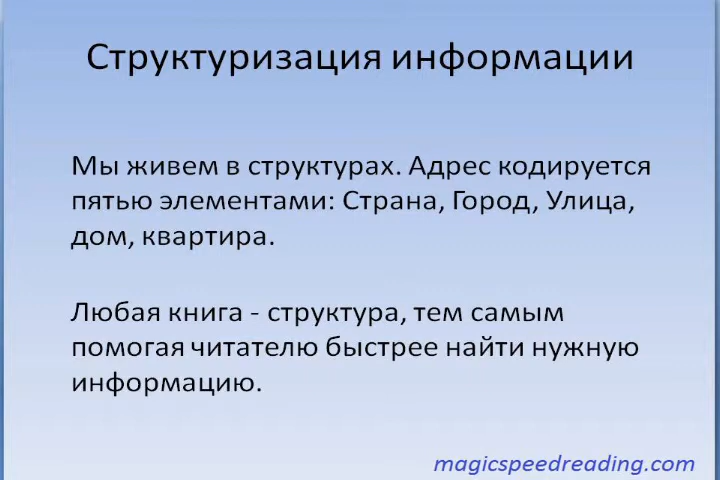 Структуризация информации
Мы живем в структурах. Адрес кодируется
пятью элементами: Страна, Город, Улица,
дом, квартира.
Любая книга - структура, тем самым
помогая читателю быстрее найти нужную
информацию.
magicspeedreading.com